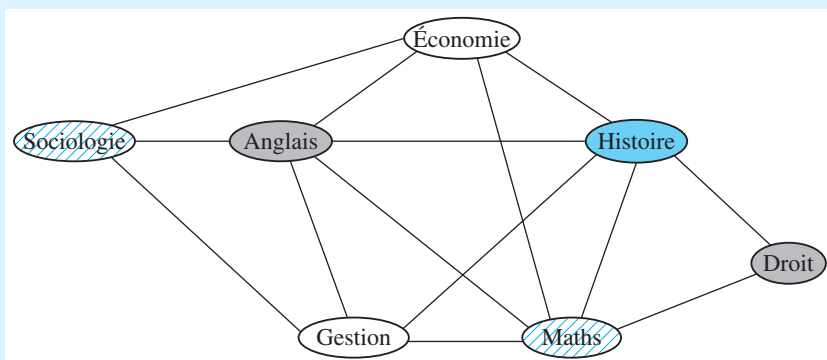 Économie
Sociologie
Anglais
Histoire
Droit
Gestion
Maths